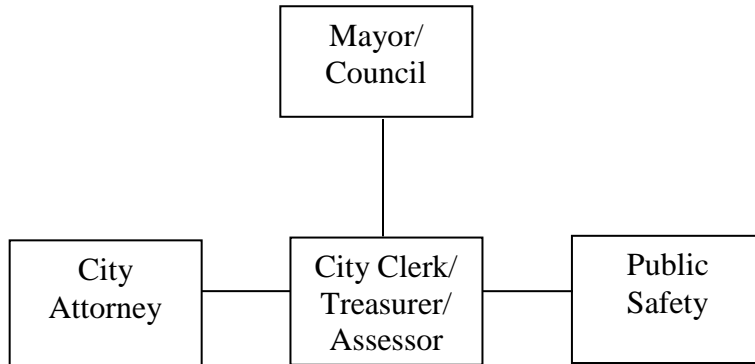 Mayor/
Council
City
Attorney
City Clerk/
Treasurer/
Assessor
Public
Safety